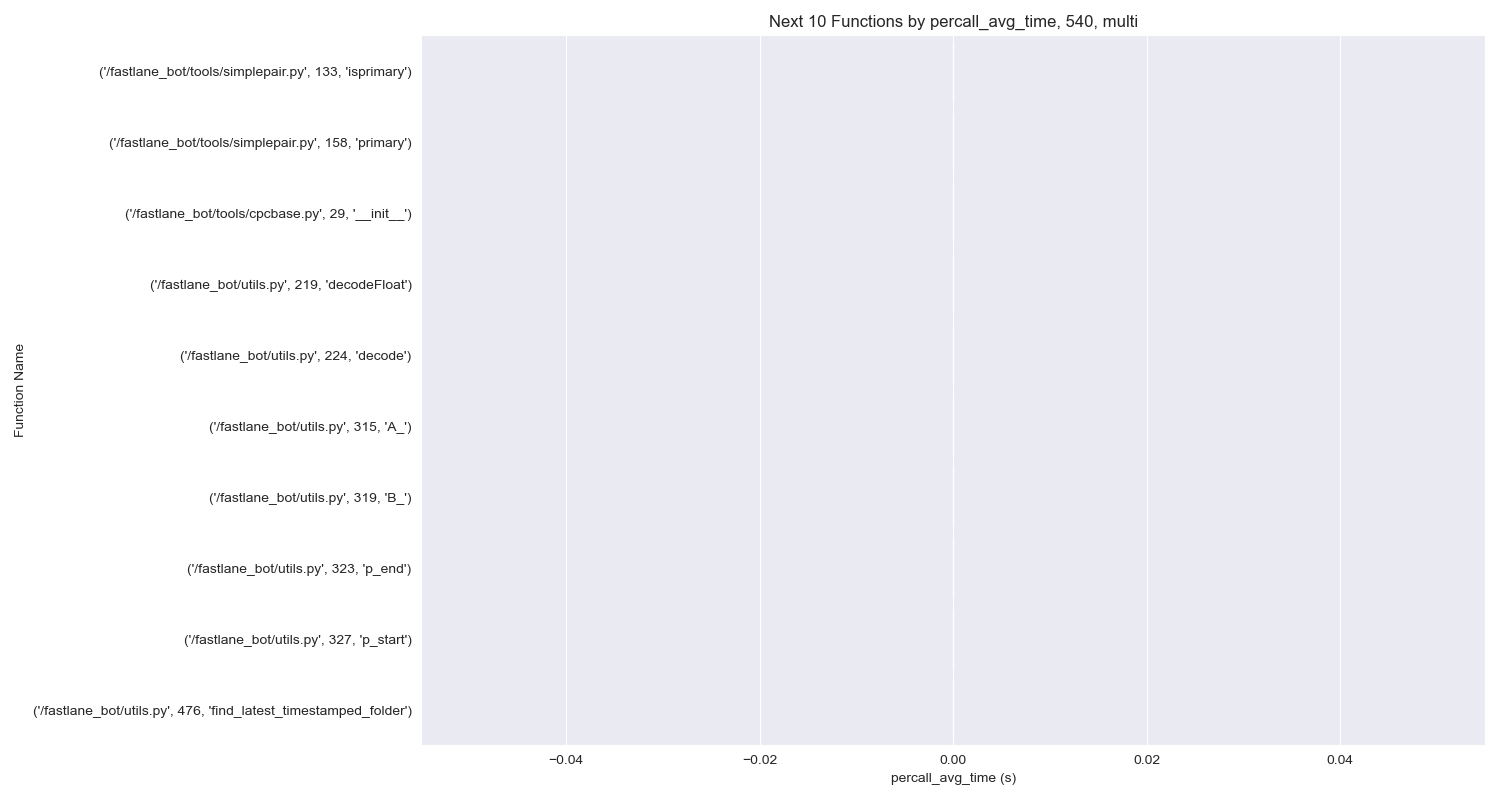 Next 10 Functions by percall_avg_time, 540, multi
('/fastlane_bot/tools/simplepair.py', 133, 'isprimary')
('/fastlane_bot/tools/simplepair.py', 158, 'primary')
('/fastlane_bot/tools/cpcbase.py', 29, '__init__')
('/fastlane_bot/utils.py', 219, 'decodeFloat')
('/fastlane_bot/utils.py', 224, 'decode')
('/fastlane_bot/utils.py', 315, 'A_')
('/fastlane_bot/utils.py', 319, 'B_')
('/fastlane_bot/utils.py', 323, 'p_end')
('/fastlane_bot/utils.py', 327, 'p_start')
('/fastlane_bot/utils.py', 476, 'find_latest_timestamped_folder')
Function Name
−0.04 −0.02 0.00 0.02 0.04
percall_avg_time (s)